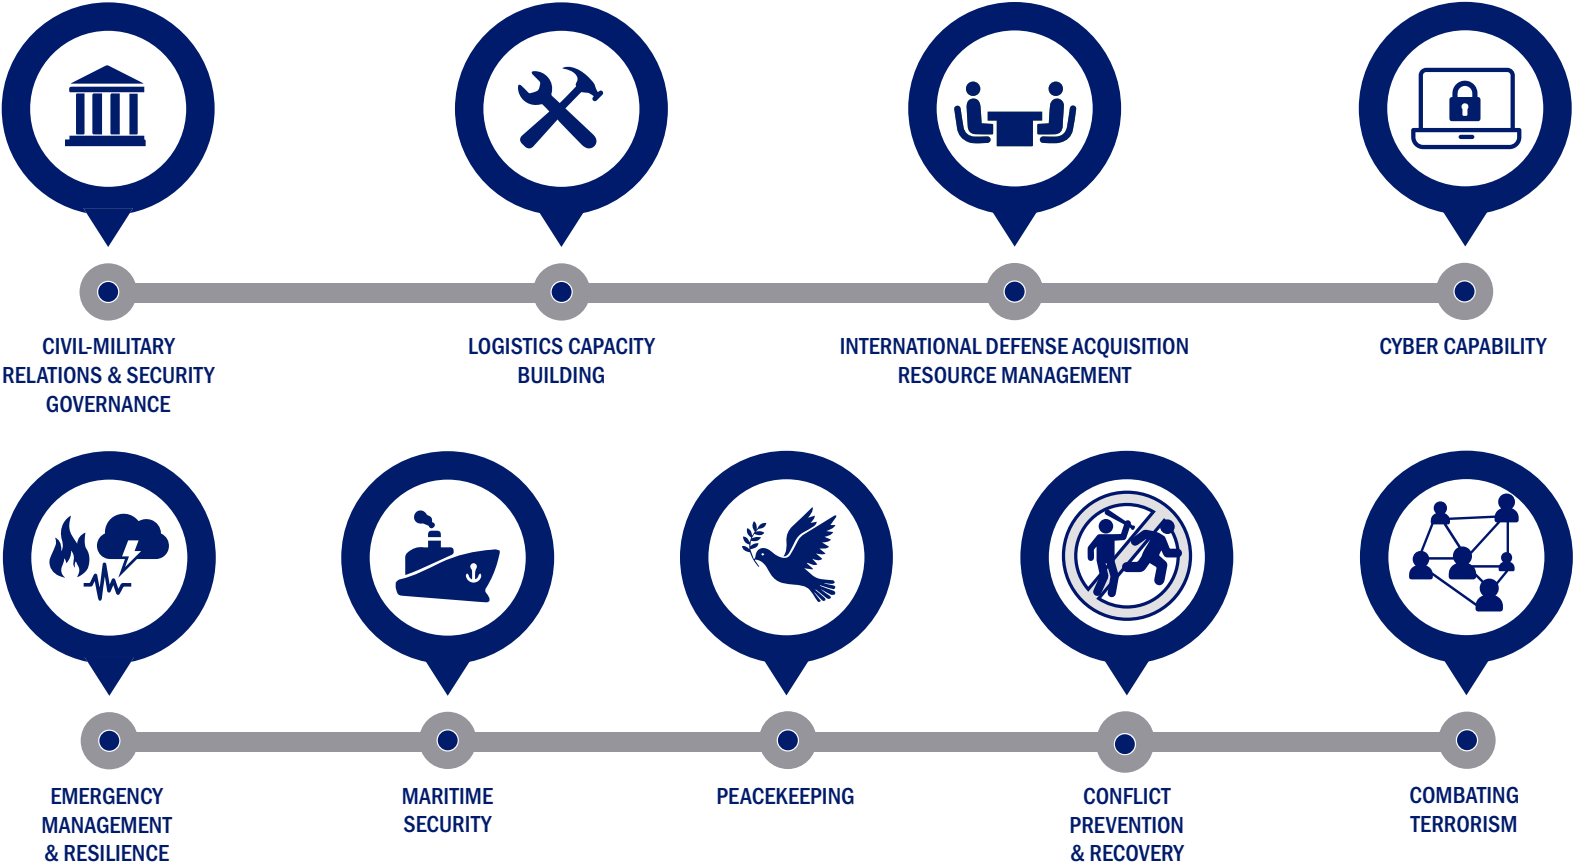 CIVIL-MILITARY
RELATIONS & SECURITY
GOVERNANCE
LOGISTICS CAPACITY
BUILDING
INTERNATIONAL DEFENSE ACQUISITION
RESOURCE MANAGEMENT
CYBER CAPABILITY
EMERGENCY
MANAGEMENT
& RESILIENCE
MARITIME
SECURITY
PEACEKEEPING
CONFLICT
PREVENTION
& RECOVERY
COMBATING
TERRORISM